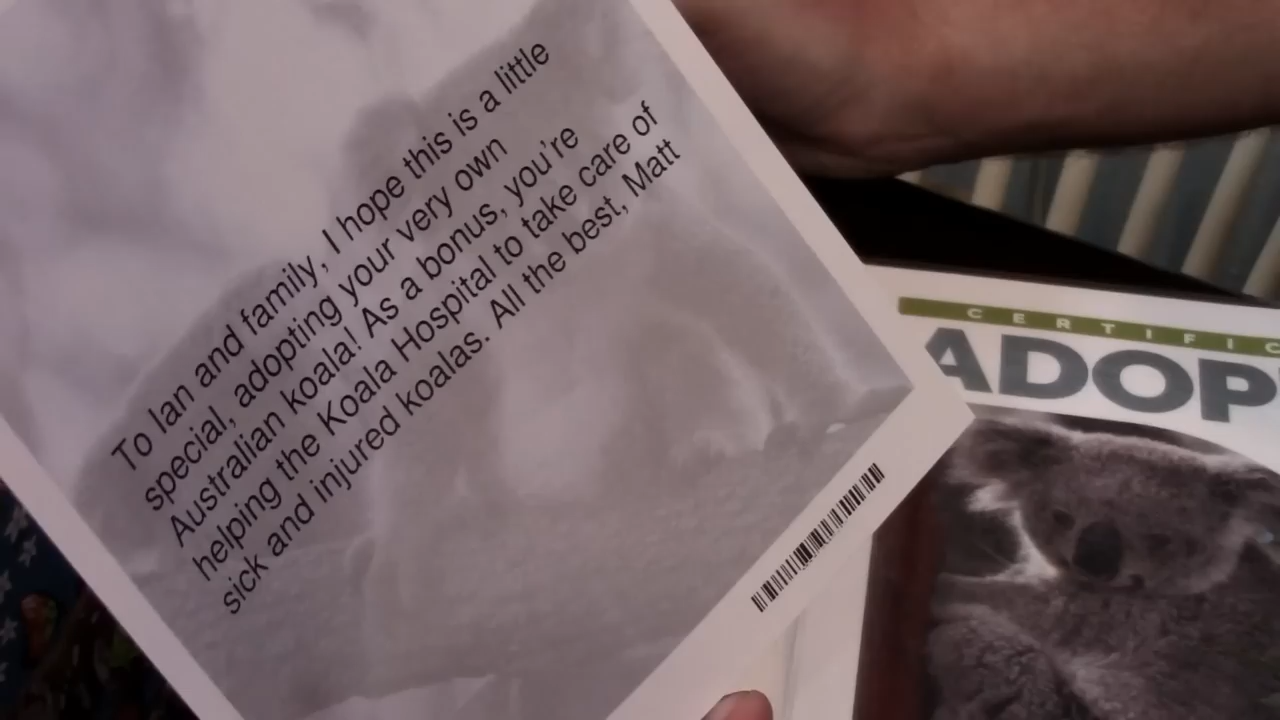 To Ian and family, I hope this is a little
special, adopting your very own
Australian koala! As a bonus, you're
helping the Koala Hospital to take care of
sick and injured koalas. All the best, Matt
CERTIFIC
ADOP